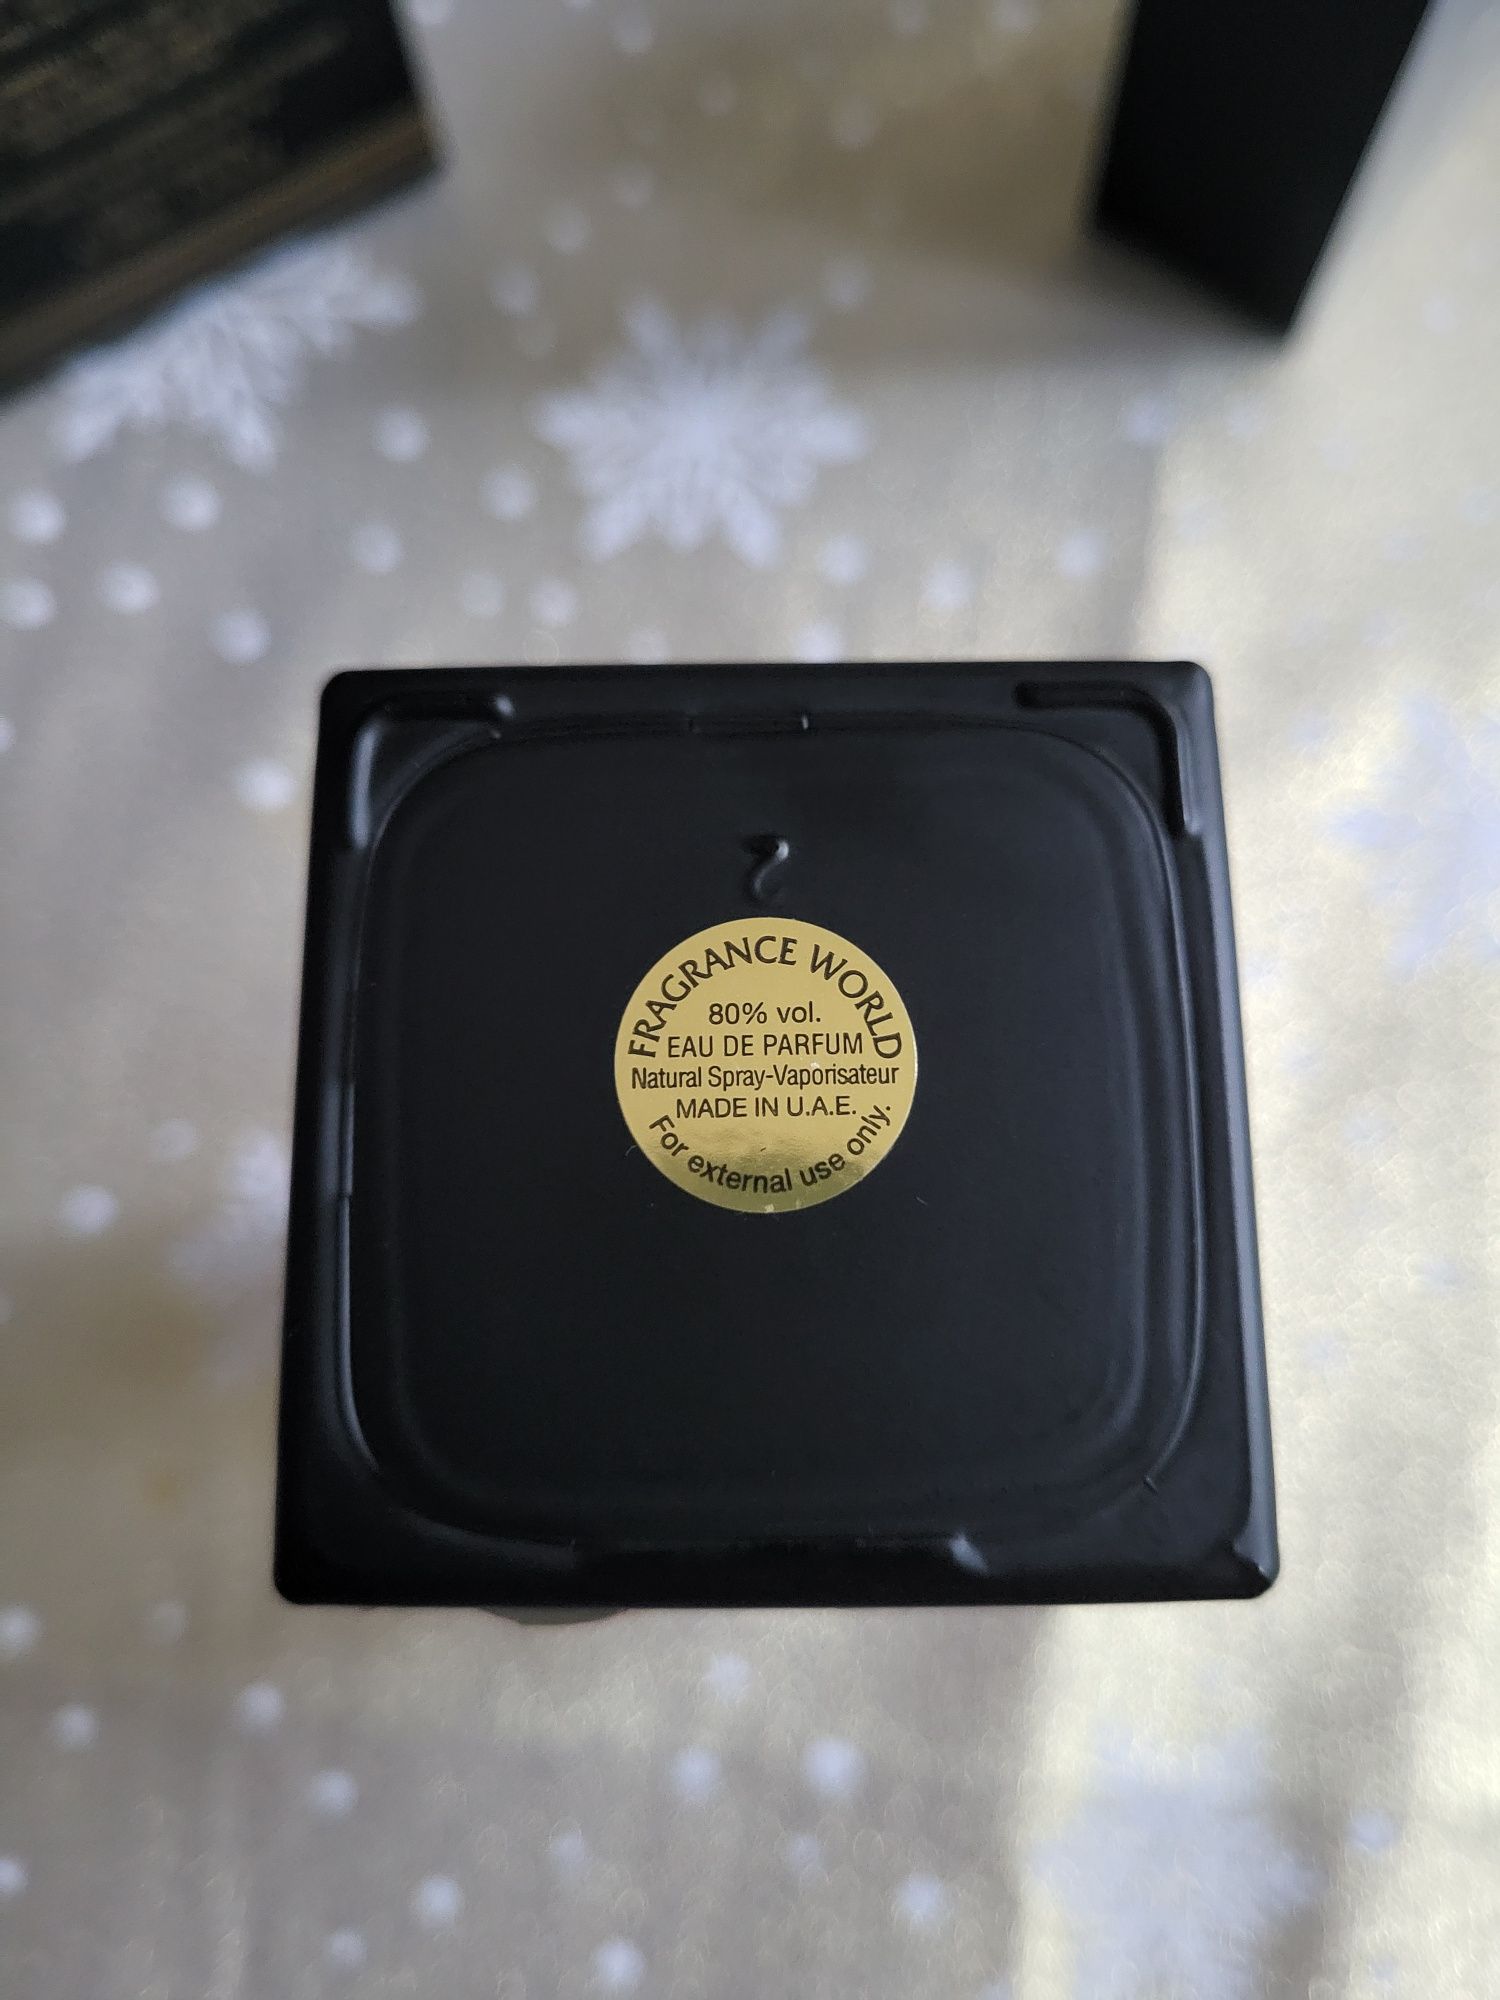 FRAGRANCE WORLD
80% vol.
EAU DE PARFUM
Natural Spray-Vaporisateur
MADE IN U.A.E.
For external use only.